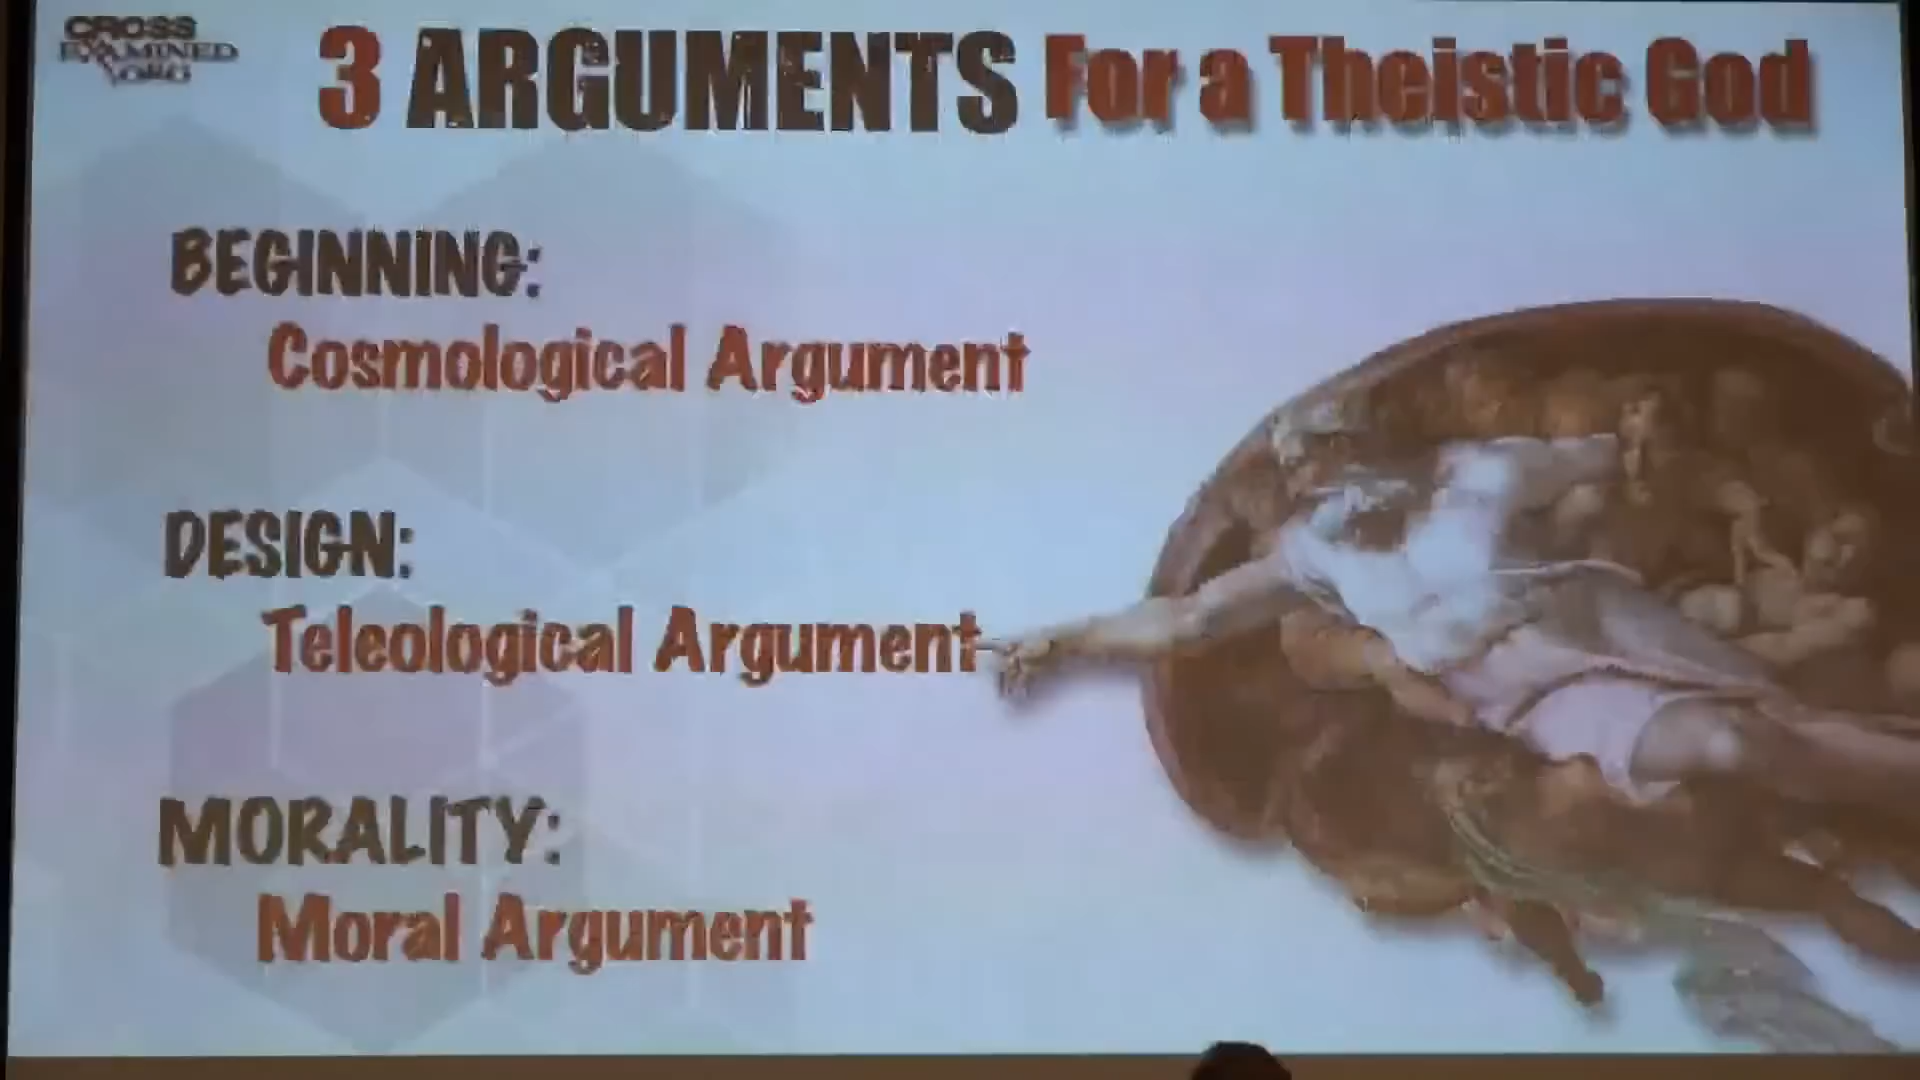 CROSS
EXAMINED
.ORG
3 ARGUMENTS For a Theistic God
BEGINNING:
Cosmological Argument
DESIGN:
Teleological Argument
MORALITY:
Moral Argument